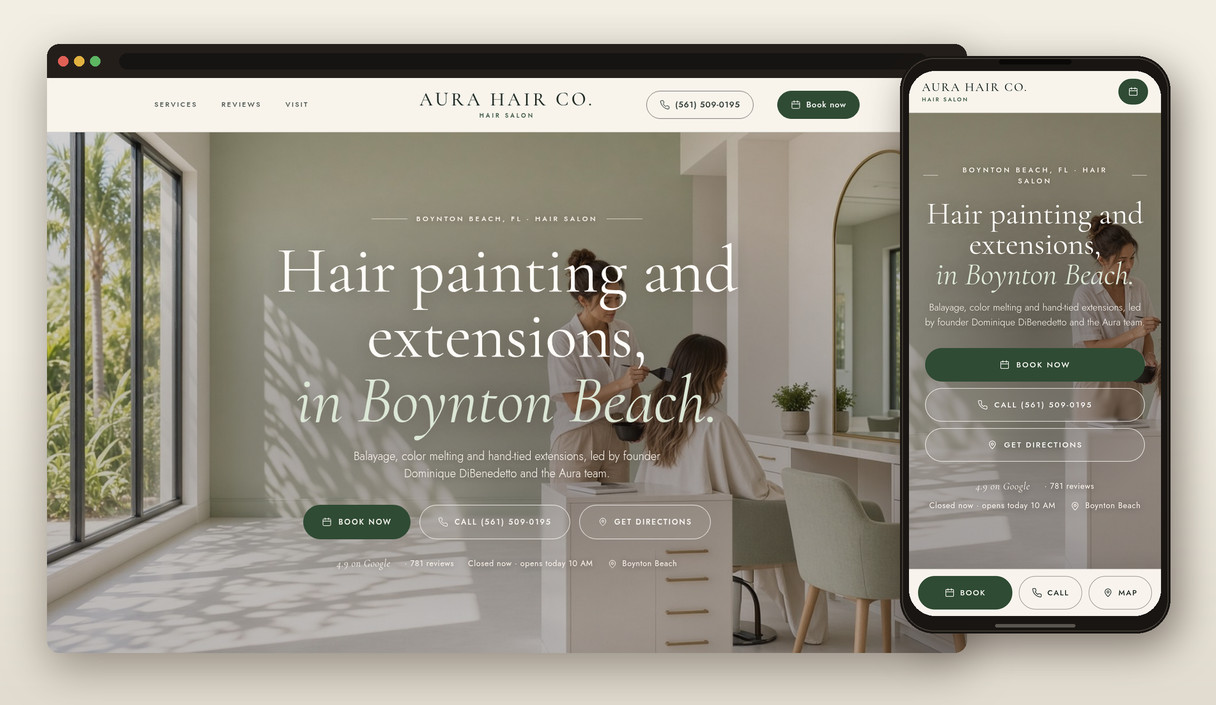 SERVICES REVIEWS VISIT
AURA HAIR CO.
HAIR SALON
(561) 509-0195
Book now
BOYNTON BEACH, FL · HAIR SALON
Hair painting and
extensions,
in Boynton Beach.
Balayage, color melting and hand-tied extensions, led by founder
Dominique DiBenedetto and the Aura team.
BOOK NOW
CALL (561) 509-0195
GET DIRECTIONS
4.9 on Google · 781 reviews Closed now · opens today 10 AM Boynton Beach
AURA HAIR CO.
HAIR SALON
BOYNTON BEACH, FL · HAIR
SALON
Hair painting and
extensions,
in Boynton Beach.
Balayage, color melting and hand-tied extensions, led
by founder Dominique DiBenedetto and the Aura team.
BOOK NOW
CALL (561) 509-0195
GET DIRECTIONS
4.9 on Google · 781 reviews
Closed now · opens today 10 AM Boynton Beach
BOOK
CALL
MAP